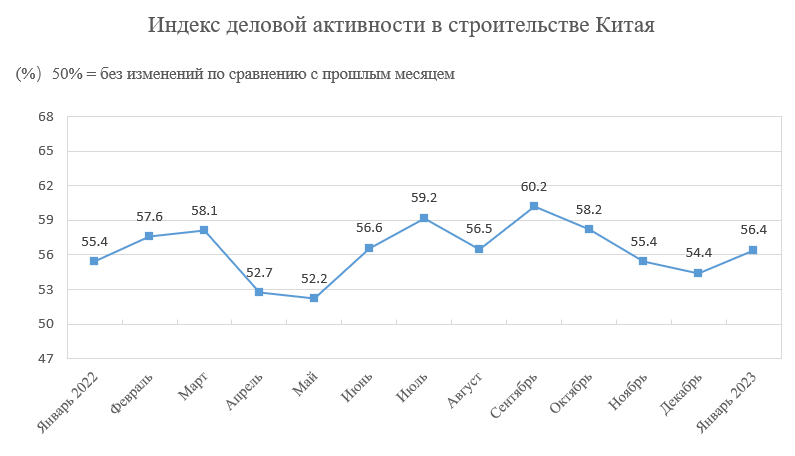 Индекс деловой активности в строительстве Китая
(%) 50% = без изменений по сравнению с прошлым месяцем
68
65
62
59
56
53
50
47
55.4
57.6
58.1
52.7
52.2
56.6
59.2
56.5
60.2
58.2
55.4
54.4
56.4
Январь 2022
Февраль
Март
Апрель
Май
Июнь
Июль
Август
Сентябрь
Октябрь
Ноябрь
Декабрь
Январь 2023